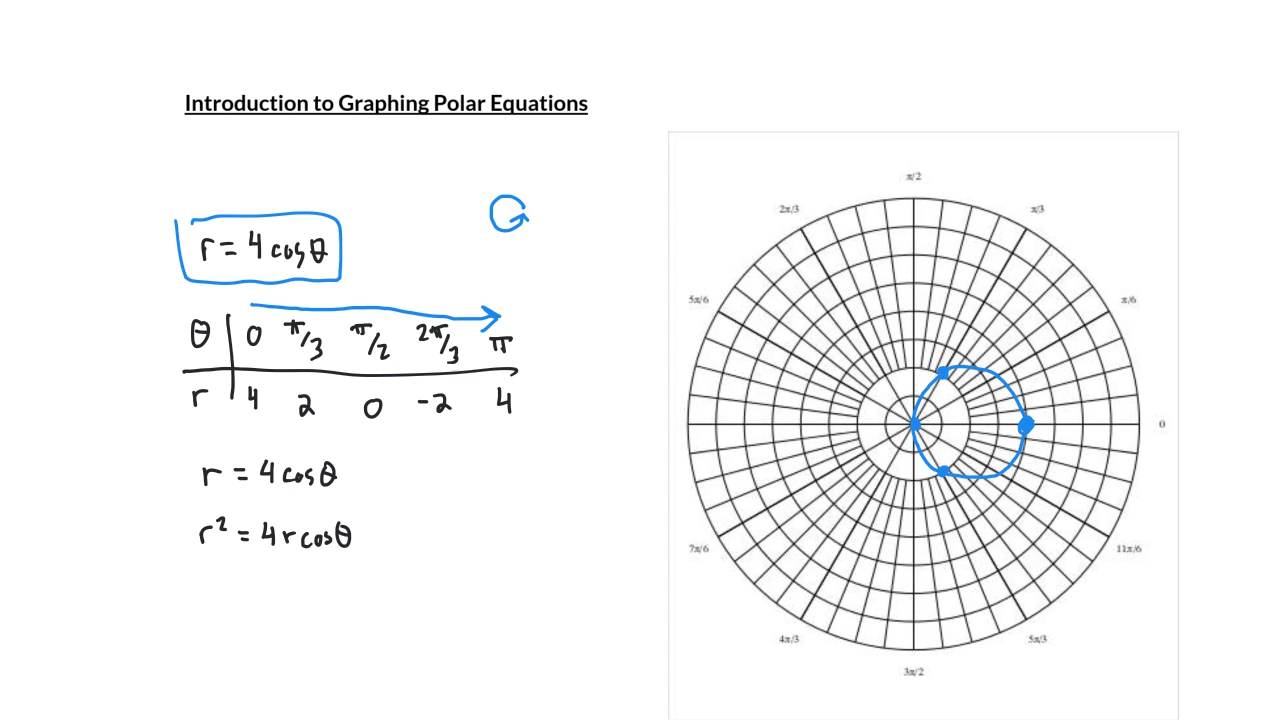 Introduction to Graphing Polar Equations
r = 4 cos θ
θ 0 π/3 π/2 2π/3 π
r 4 2 0 -2 4
r = 4 cos θ
r² = 4 r cos θ
π/2
2π/3 π/3
5π/6 π/6
0
7π/6 11π/6
4π/3 5π/3
3π/2